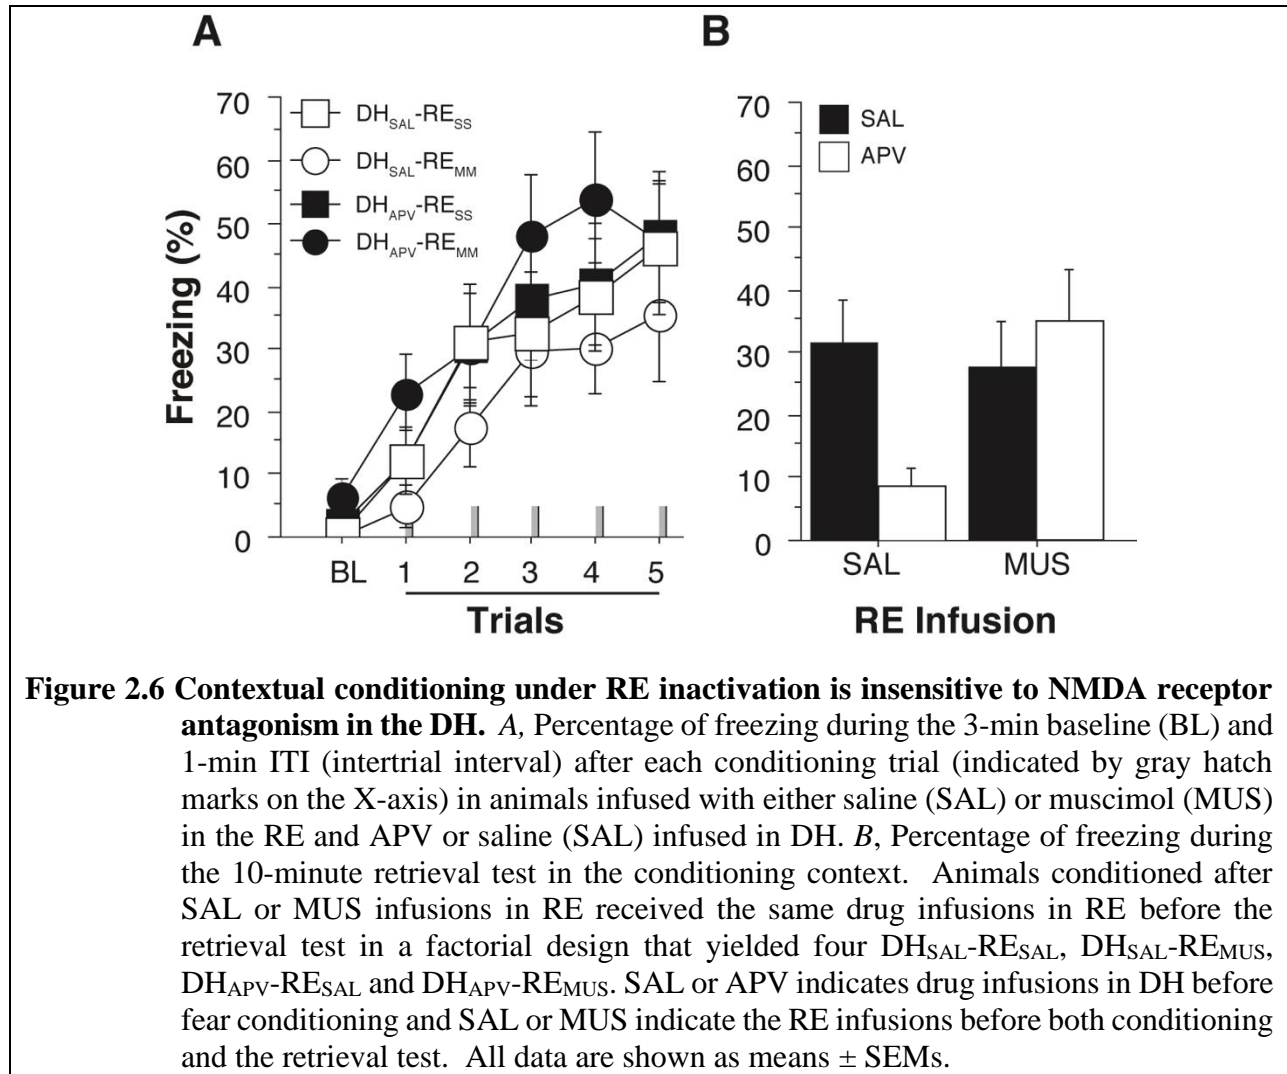 A
B
70
60
50
40
30
20
10
0
Freezing (%)
DHSAL-RESS
DHSAL-REMM
DHAPV-RESS
DHAPV-REMM
BL 1 2 3 4 5
Trials
70
60
50
40
30
20
10
0
SAL
APV
SAL MUS
RE Infusion
Figure 2.6 Contextual conditioning under RE inactivation is insensitive to NMDA receptor
antagonism in the DH. A, Percentage of freezing during the 3-min baseline (BL) and
1-min ITI (intertrial interval) after each conditioning trial (indicated by gray hatch
marks on the X-axis) in animals infused with either saline (SAL) or muscimol (MUS)
in the RE and APV or saline (SAL) infused in DH. B, Percentage of freezing during
the 10-minute retrieval test in the conditioning context. Animals conditioned after
SAL or MUS infusions in RE received the same drug infusions in RE before the
retrieval test in a factorial design that yielded four DHSAL-RESAL, DHSAL-REMUS,
DHAPV-RESAL and DHAPV-REMUS. SAL or APV indicates drug infusions in DH before
fear conditioning and SAL or MUS indicate the RE infusions before both conditioning
and the retrieval test. All data are shown as means ± SEMs.